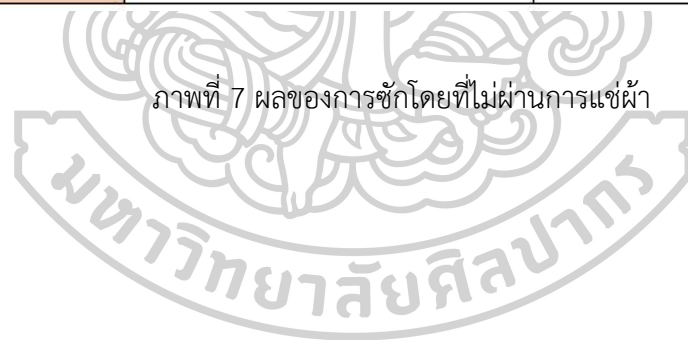 ภาพที่ 7 ผลของการซักโดยที่ไม่ผ่านการแช่ผ้า
มหาวิทยาลัยศิลปากร